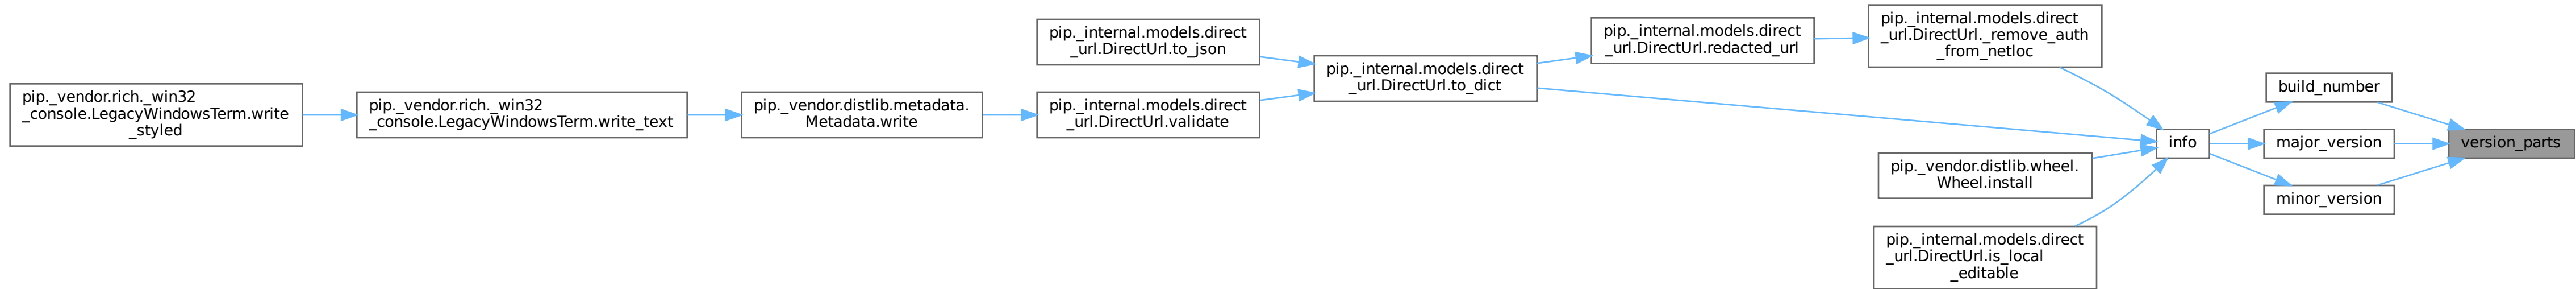 pip._vendor.rich._win32
_console.LegacyWindowsTerm.write
_styled
pip._vendor.rich._win32
_console.LegacyWindowsTerm.write_text
pip._vendor.distlib.metadata.
Metadata.write
pip._internal.models.direct
_url.DirectUrl.to_json
pip._internal.models.direct
_url.DirectUrl.validate
pip._internal.models.direct
_url.DirectUrl.to_dict
pip._internal.models.direct
_url.DirectUrl.redacted_url
pip._internal.models.direct
_url.DirectUrl._remove_auth
_from_netloc
pip._vendor.distlib.wheel.
Wheel.install
pip._internal.models.direct
_url.DirectUrl.is_local
_editable
info
build_number
major_version
minor_version
version_parts